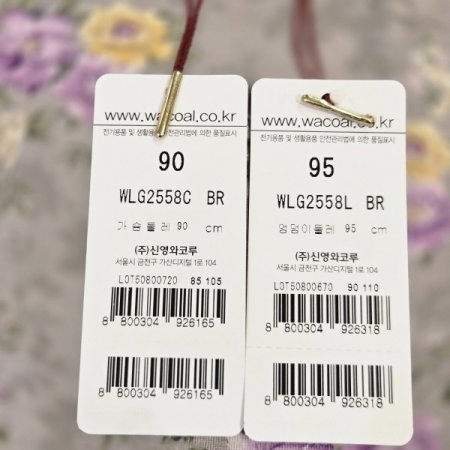 www.wacoal.co.kr
전기용품 및 생활용품 안전관리법에 의한 품질표시
90
WLG2558C BR
가슴둘레 90 cm
(주)신영와코루
서울시 금천구 가산디지털 1로 104
LOT50800720 85 105
8 800304 926165
8 800304 926165
www.wacoal.co.kr
전기용품 및 생활용품 안전관리법에 의한 품질표시
95
WLG2558L BR
엉덩이둘레 95 cm
(주)신영와코루
서울시 금천구 가산디지털 1로 104
LOT50800670 90 110
8 800304 926318
8 800304 926318